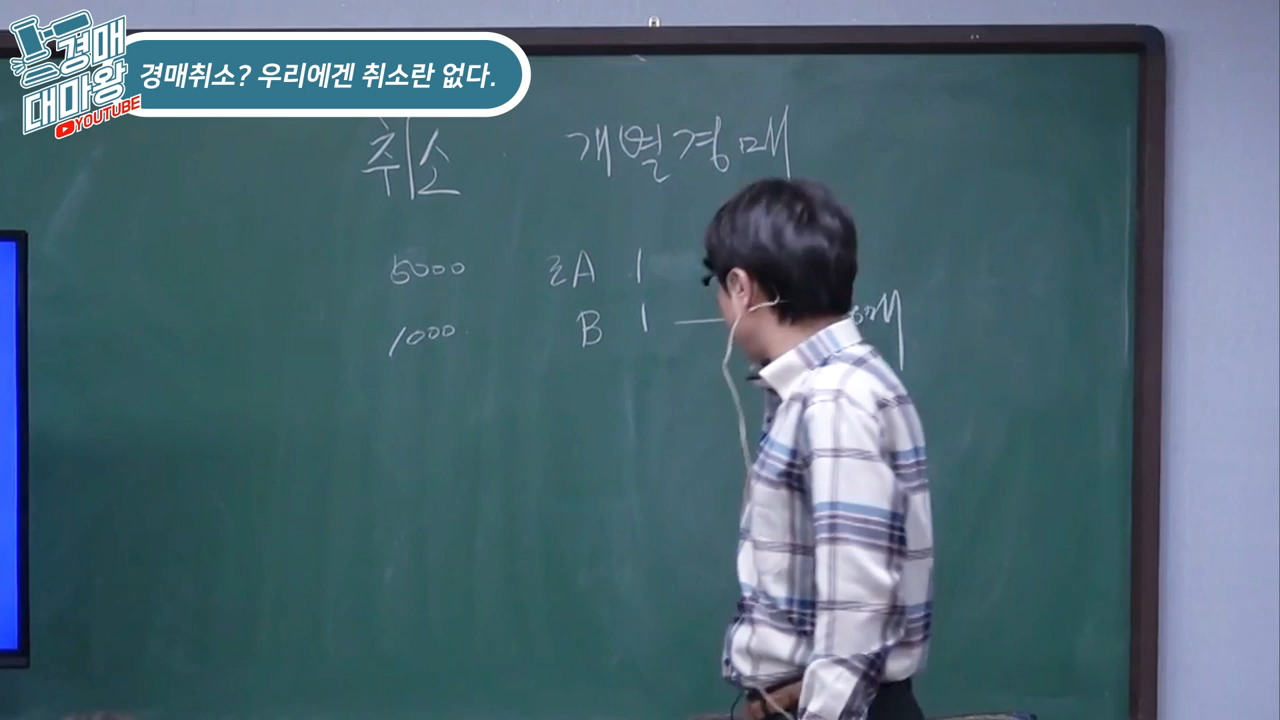 경매
대마왕
YOUTUBE
경매취소? 우리에겐 취소란 없다.
취소 개별경매
5000 A 1
1000 B 1 —